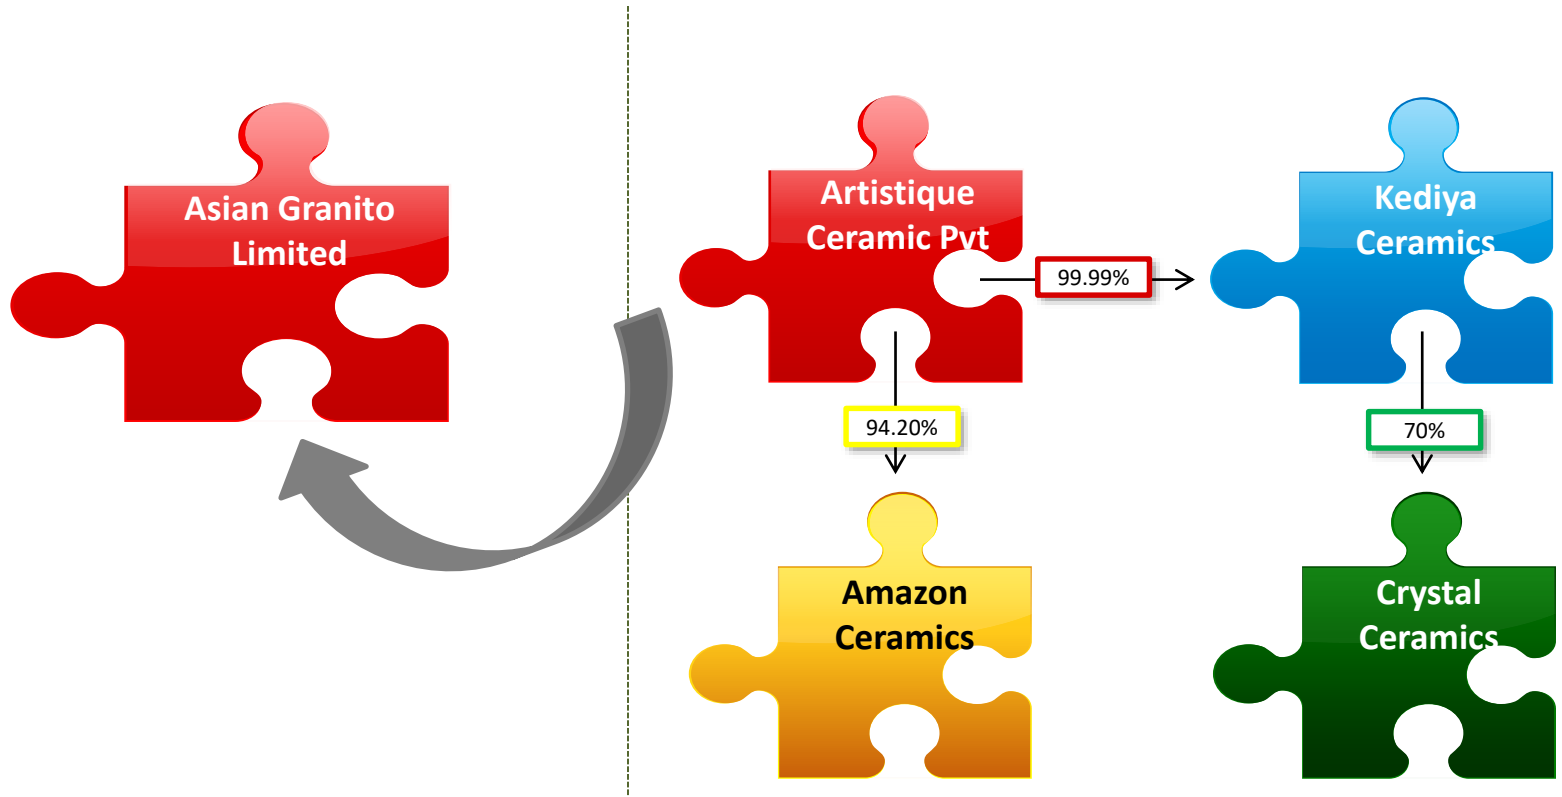 Asian Granito
Limited
Artistique
Ceramic Pvt
99.99%
Kediya
Ceramics
94.20%
70%
Amazon
Ceramics
Crystal
Ceramics